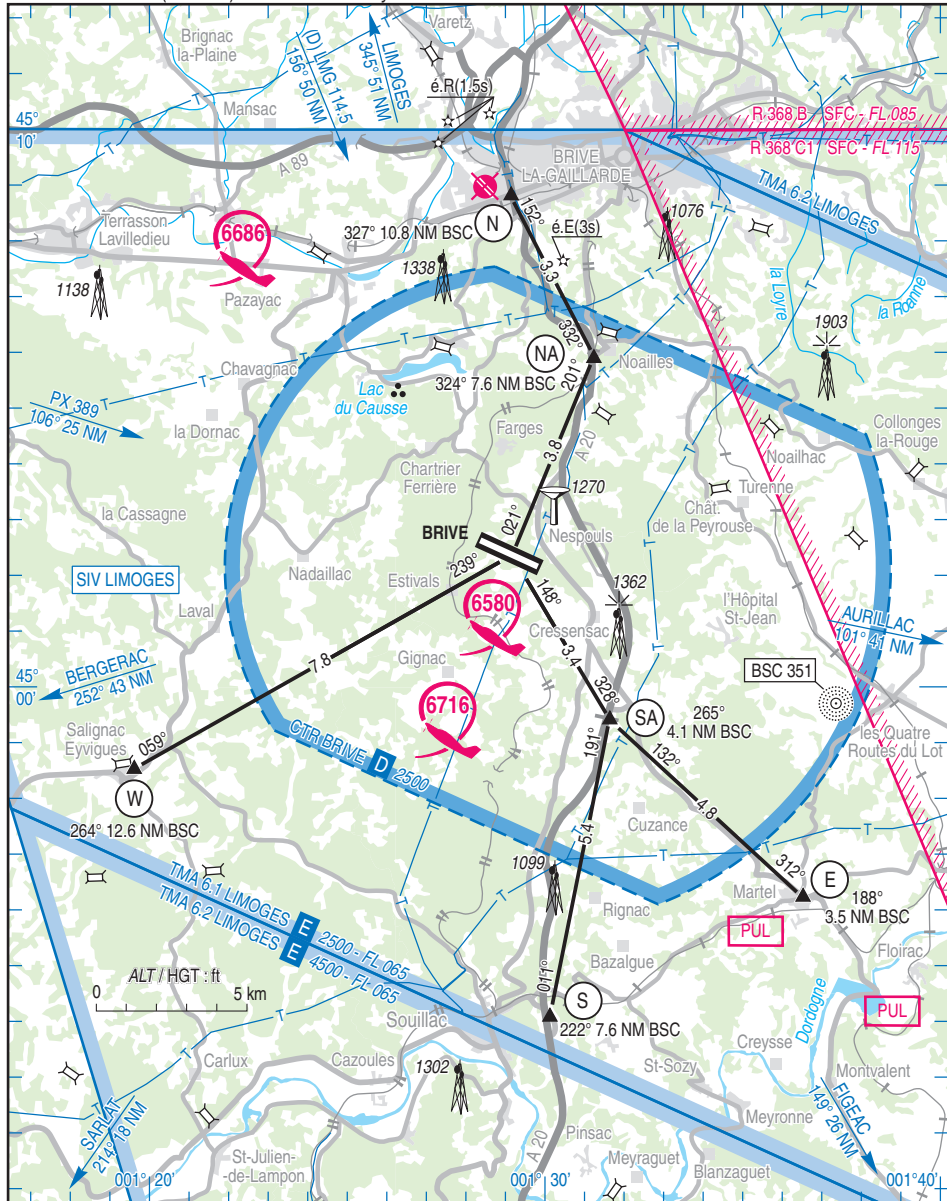 Varetz
Brignac
la-Plaine
(D) LMG 114.5
156° 50 NM
LIMOGES
345° 51 NM
é.R(1.5s)
Mansac
45°
10'
R 368 B - SFC - FL 085
R 368 C1 SFC - FL 115
A 89
BRIVE
LA-GAILLARDE
TMA 6.2 LIMOGES
Terrasson
Lavilledieu
6686
N
152°
327° 10.8 NM BSC
é.E(3s)
1076
1138
Pazayac
1338
3.3
la Loyre
la Roanne
1903
332°
NA
201°
Noailles
324° 7.6 NM BSC
Chavagnac
Lac
du Causse
PX 389
106° 25 NM
la Dornac
Farges
A 20
3.8
Collonges
la-Rouge
Noailhac
Chartrier
Ferrière
1270
Turenne
Chât.
de la Peyrouse
la Cassagne
021°
BRIVE
Nespouls
239°
148°
SIV LIMOGES
Nadaillac
Estivals
6580
1362
l'Hôpital
St-Jean
Laval
Cressensac
AURILLAC
101° 41 NM
7.8
Gignac
3.4
BERGERAC
252° 43 NM
BSC 351
45°
00'
6716
328°
SA
265°
4.1 NM BSC
191°
132°
les Quatre
Routes du Lot
Salignac
Eyvigues
059°
CTR BRIVE D 2500
W
264° 12.6 NM BSC
4.8
Cuzance
5.4
1099
312°
E
188°
3.5 NM BSC
Martel
TMA 6.1 LIMOGES E 2500 - FL 065
TMA 6.2 LIMOGES E 4500 - FL 065
Rignac
PUL
Floirac
Bazalgue
ALT / HGT : ft
0 5 km
011°
S
222° 7.6 NM BSC
PUL
Dordogne
Souillac
Creysse
Carlux
Cazoules
1302
St-Sozy
Montvalent
Meyronne
FIGEAC
149° 26 NM
SARLAT
214° 18 NM
A 20
Pinsac
St-Julien-
de-Lampon
Meyraguet
Blanzaguet
001° 20'
001° 30'
001° 40'